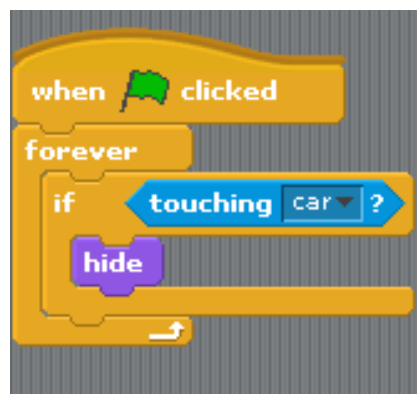 when clicked
forever
if touching car ?
hide